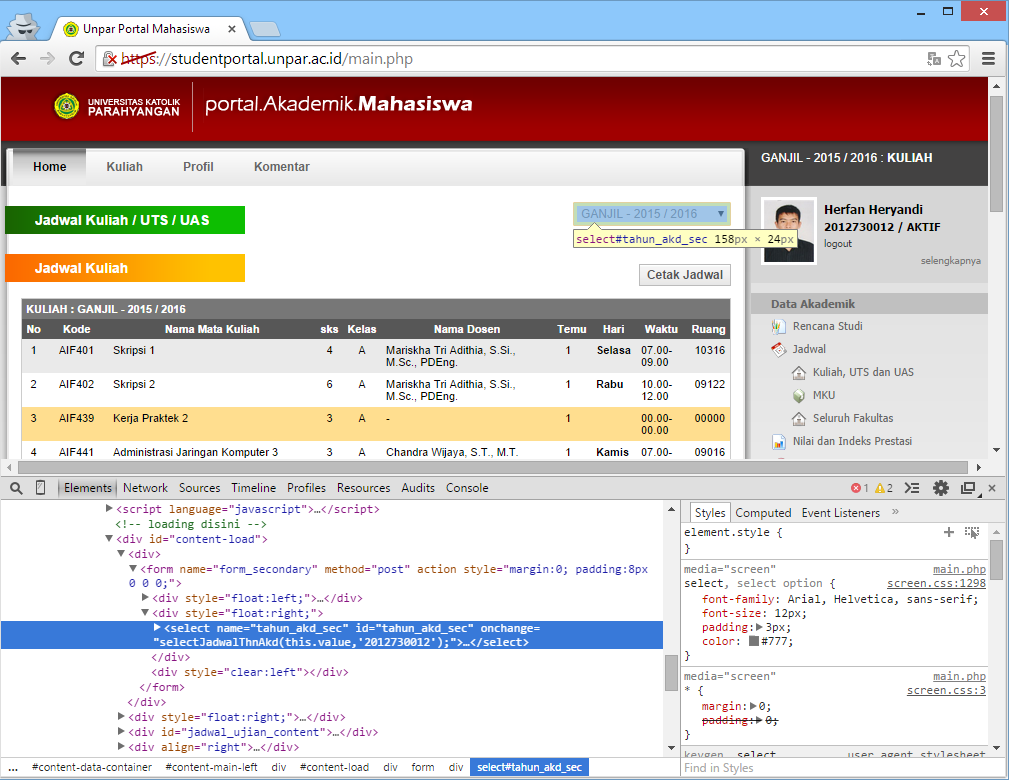 Unpar Portal Mahasiswa
https://studentportal.unpar.ac.id/main.php
UNIVERSITAS KATOLIK
PARAHYANGAN
portal.Akademik.Mahasiswa
Home Kuliah Profil Komentar
GANJIL - 2015 / 2016 : KULIAH
Jadwal Kuliah / UTS / UAS
GANJIL - 2015 / 2016
select#tahun_akd_sec 158px × 24px
Herfan Heryandi
2012730012 / AKTIF
logout
selengkapnya
Jadwal Kuliah
Cetak Jadwal
KULIAH : GANJIL - 2015 / 2016
No Kode Nama Mata Kuliah sks Kelas Nama Dosen Temu Hari Waktu Ruang
1 AIF401 Skripsi 1 4 A Mariskha Tri Adithia, S.Si., 1 Selasa 07.00- 10316
M.Sc., PDEng. 09.00
2 AIF402 Skripsi 2 6 A Mariskha Tri Adithia, S.Si., 1 Rabu 10.00- 09122
M.Sc., PDEng. 12.00
3 AIF439 Kerja Praktek 2 3 A - 1 00.00- 00000
00.00
4 AIF441 Administrasi Jaringan Komputer 3 3 A Chandra Wijaya, S.T., M.T. 1 Kamis 07.00- 09016
Data Akademik
Rencana Studi
Jadwal
Kuliah, UTS dan UAS
MKU
Seluruh Fakultas
Nilai dan Indeks Prestasi
Elements Network Sources Timeline Profiles Resources Audits Console 1 2
<script language="javascript">…</script>
<!-- loading disini -->
<div id="content-load">
<div>
<form name="form_secondary" method="post" action style="margin:0; padding:8px
0 0 0;">
<div style="float:left;">…</div>
<div style="float:right;">
<select name="tahun_akd_sec" id="tahun_akd_sec" onchange=
"selectJadwalThnAkd(this.value,'2012730012');">…</select>
</div>
<div style="clear:left"></div>
</form>
</div>
<div style="float:right;">…</div>
<div id="jadwal_ujian_content">…</div>
<div align="right">…</div>
Styles Computed Event Listeners »
element.style {
}
media="screen" main.php
select, select option { screen.css:1298
font-family: Arial, Helvetica, sans-serif;
font-size: 12px;
padding: 3px;
color: #777;
}
media="screen" main.php
* { screen.css:3
margin: 0;
padding: 0;
}
keygen, select, user agent stylesheet
... #content-data-container #content-main-left div #content-load div form div select#tahun_akd_sec
Find in Styles